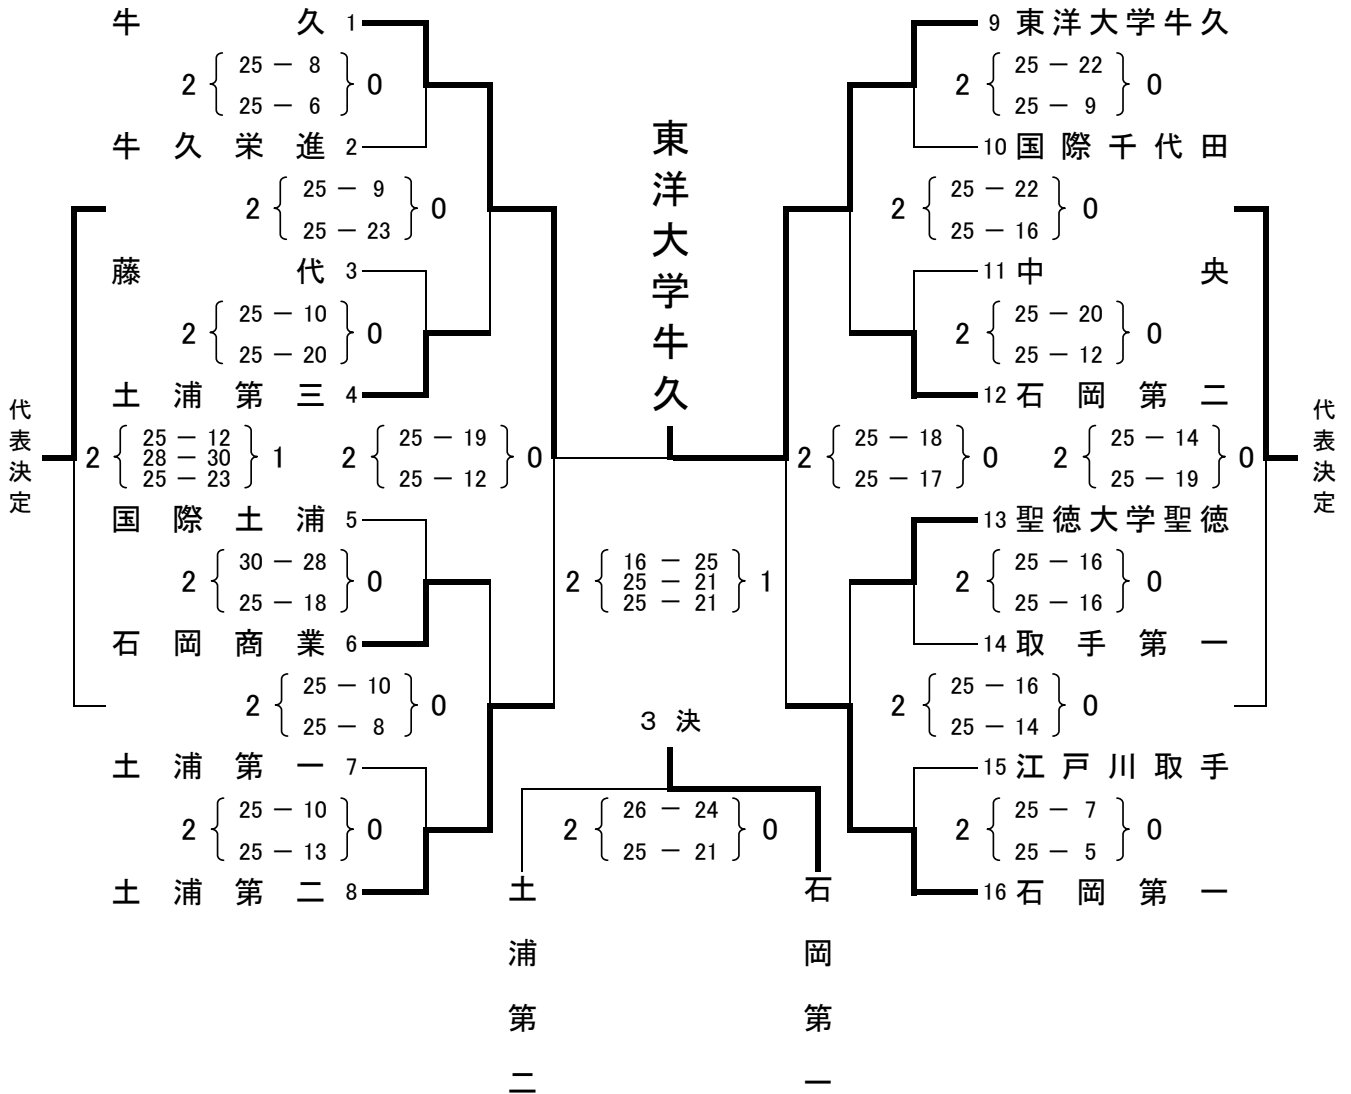 牛久 1
2 25 － 8 0
25 － 6
牛久栄進 2
2 25 － 9 0
25 － 23
藤代 3
2 25 － 10 0
25 － 20
土浦第三 4
代表決定
2 25 － 12 1
28 － 30
25 － 23
2 25 － 19 0
25 － 12
国際土浦 5
2 30 － 28 0
25 － 18
石岡商業 6
2 25 － 10 0
25 － 8
土浦第一 7
2 25 － 10 0
25 － 13
土浦第二 8
東洋大学牛久
2 16 － 25 1
25 － 21
25 － 21
3 決
2 26 － 24 0
25 － 21
土浦第二
石岡第一
9 東洋大学牛久
2 25 － 22 0
25 － 9
10 国際千代田
2 25 － 22 0
25 － 16
11 中央
2 25 － 20 0
25 － 12
12 石岡第二
2 25 － 18 0
25 － 17
2 25 － 14 0
25 － 19
代表決定
13 聖徳大学聖徳
2 25 － 16 0
25 － 16
14 取手第一
2 25 － 16 0
25 － 14
15 江戸川取手
2 25 － 7 0
25 － 5
16 石岡第一